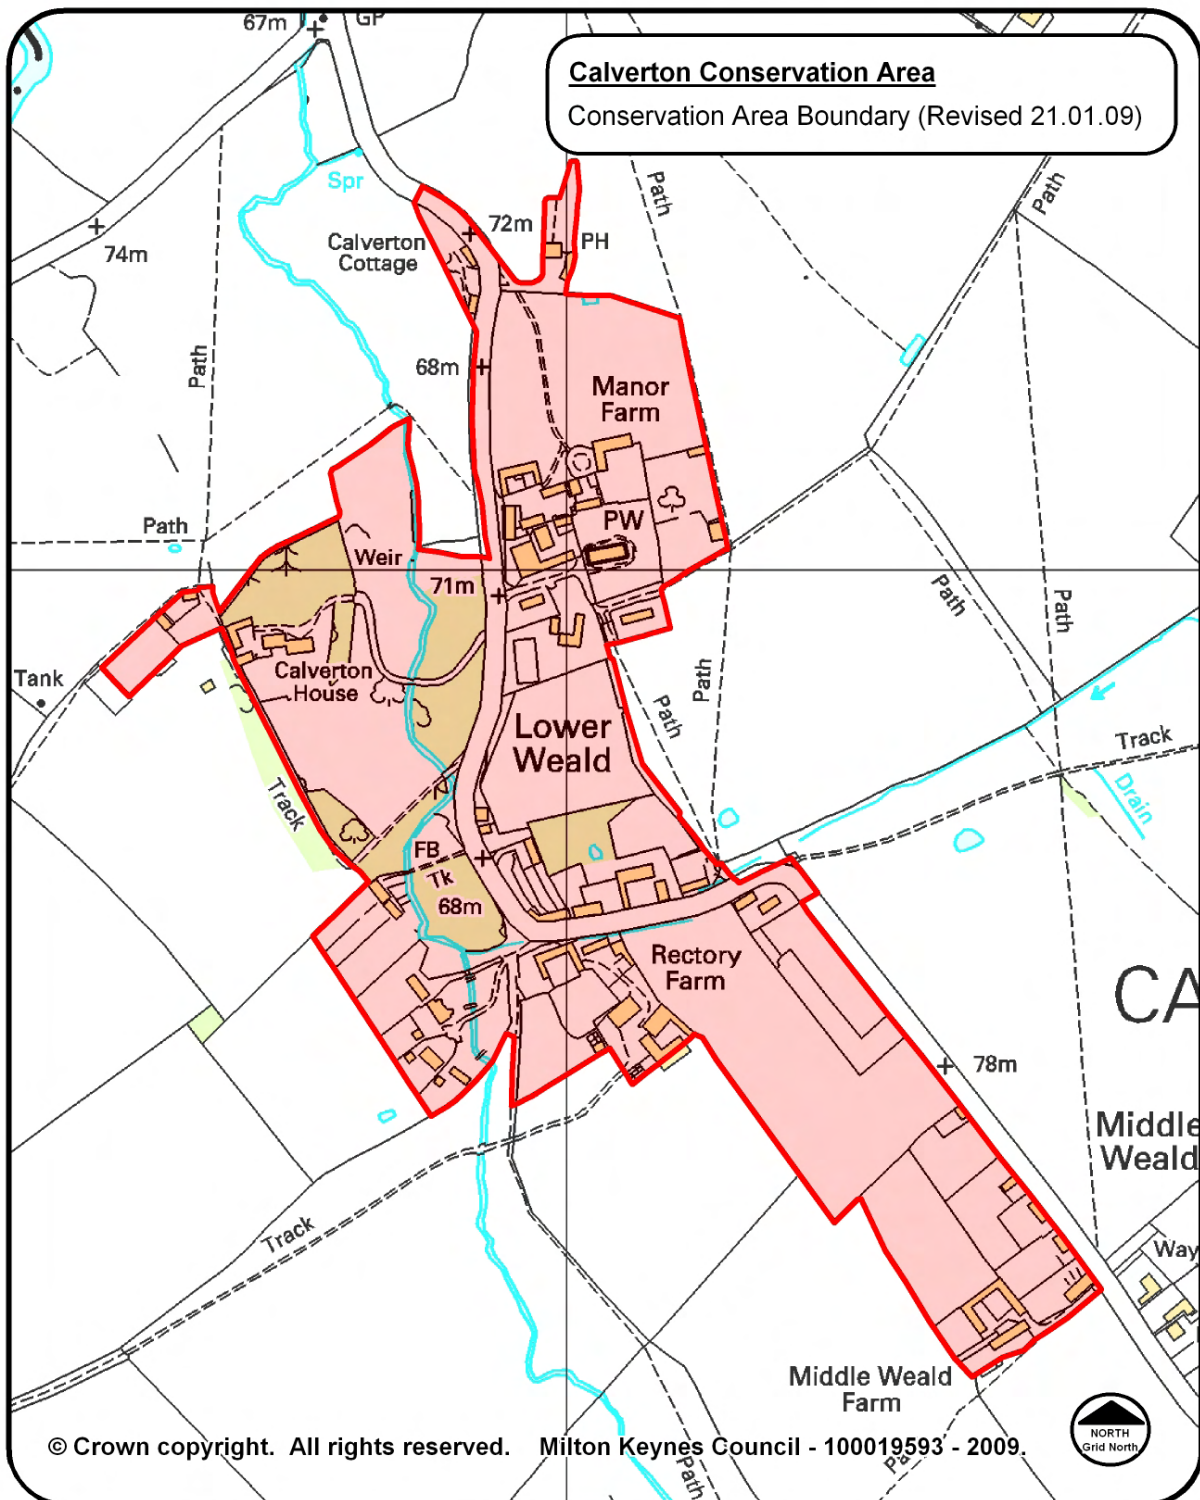 67m
GP
Calverton Conservation Area
Conservation Area Boundary (Revised 21.01.09)
Spr
Path
Path
72m
PH
Calverton
Cottage
74m
Path
68m
Manor
Farm
Path
PW
Weir
71m
Path
Path
Calverton
House
Tank
Path
Path
Lower
Weald
Track
Track
Drain
FB
Tk
68m
Rectory
Farm
CA
78m
Middle
Weald
Track
Way
Middle Weald
Farm
© Crown copyright. All rights reserved. Milton Keynes Council - 100019593 - 2009.
NORTH
Grid North
Path
Path